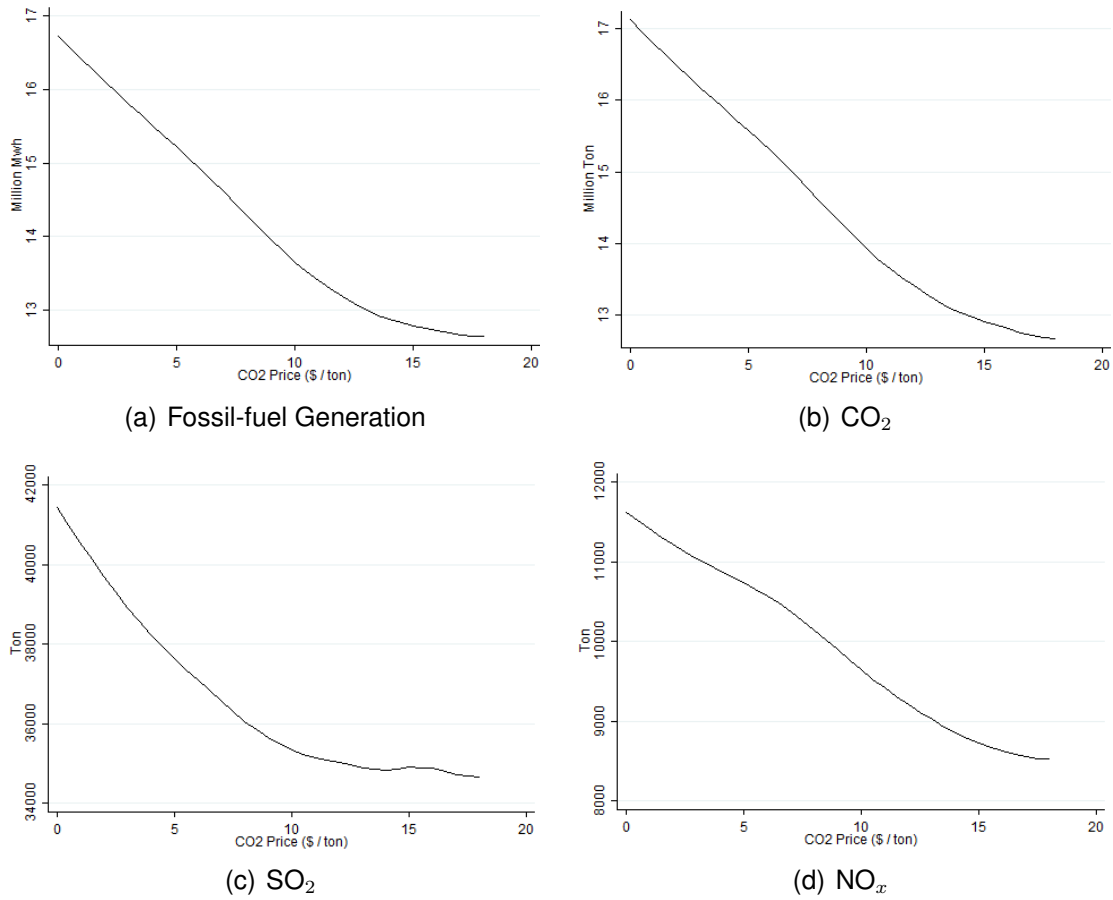 17
16
15
14
13
Million Mwh
0 5 10 15 20
CO2 Price ($ / ton)
(a) Fossil-fuel Generation
17
16
15
14
13
Million Ton
0 5 10 15 20
CO2 Price ($ / ton)
(b) CO₂
42000
40000
38000
36000
34000
Ton
0 5 10 15 20
CO2 Price ($ / ton)
(c) SO₂
12000
11000
10000
9000
8000
Ton
0 5 10 15 20
CO2 Price ($ / ton)
(d) NOₓ